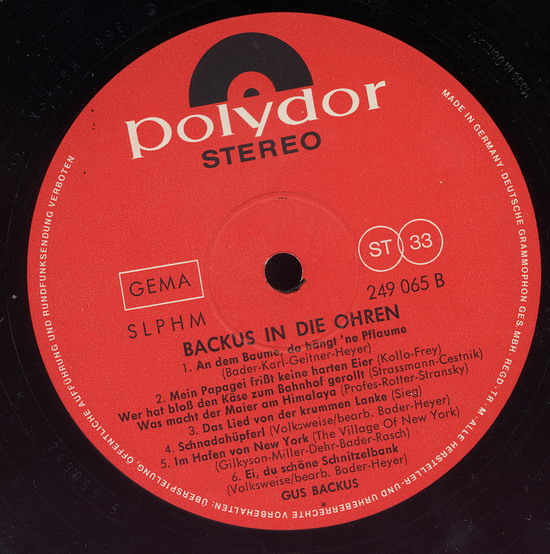 polydor
STEREO
GEMA
SLPHM
ST 33
249 065 B
BACKUS IN DIE OHREN
1. An dem Baume, da hängt 'ne Pflaume
(Bader-Karl-Geitner-Heyer)
2. Mein Papagei frißt keine harten Eier (Kollo-Frey)
Wer hat bloß den Käse zum Bahnhof gerollt (Strassmann-Cestnik)
Was macht der Maier am Himalaya (Profes-Rotter-Stransky)
3. Das Lied von der krummen Lanke (Sieg)
4. Schnadahüpferl (Volksweise/bearb. Bader-Heyer)
5. Im Hafen von New York (The Village Of New York)
(Gilkyson-Miller-Dehr-Bader-Rasch)
6. Ei, du schöne Schnitzelbank
(Volksweise/bearb. Bader-Heyer)
GUS BACKUS
MADE IN GERMANY · DEUTSCHE GRAMMOPHON GES. MBH. REGD. TR. M. · ALLE HERSTELLER- UND URHEBERRECHTE VORBEHALTEN · ÜBERSPIELUNG, ÖFFENTLICHE AUFFÜHRUNG UND RUNDFUNKSENDUNG VERBOTEN